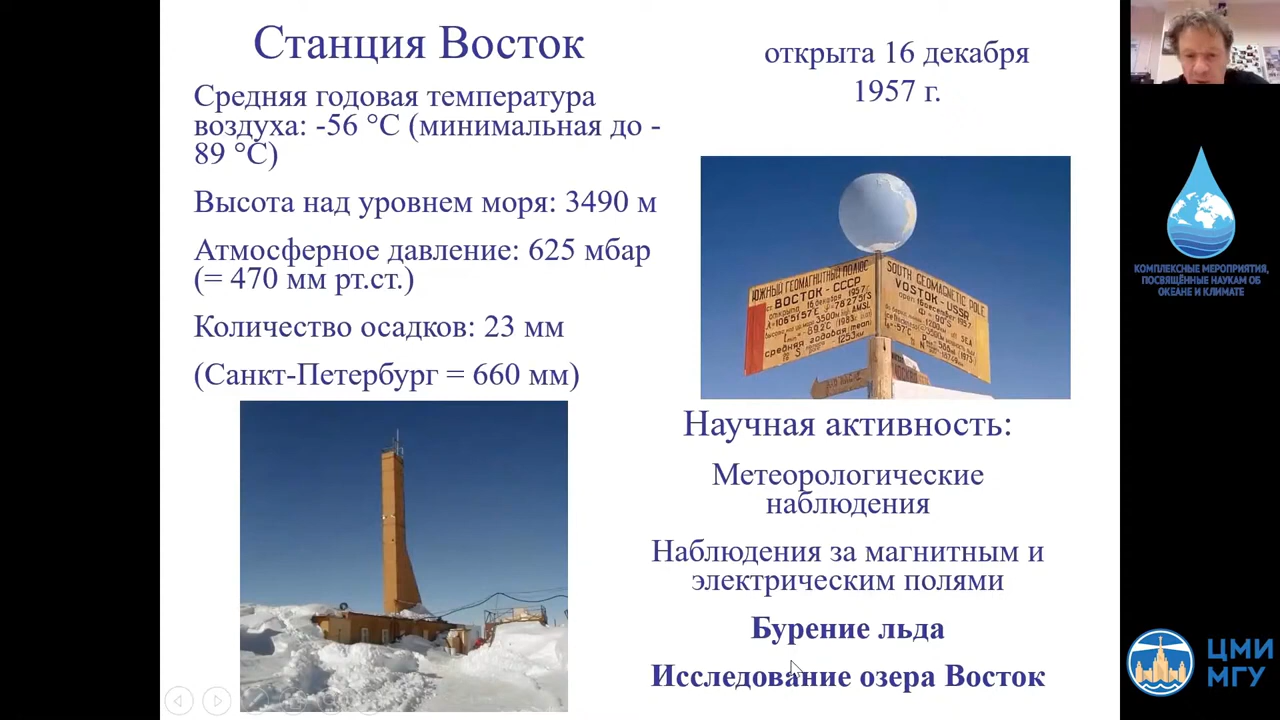 Станция Восток
Средняя годовая температура
воздуха: -56 °C (минимальная до -
89 °C)
Высота над уровнем моря: 3490 м
Атмосферное давление: 625 мбар
(= 470 мм рт.ст.)
Количество осадков: 23 мм
(Санкт-Петербург = 660 мм)
открыта 16 декабря
1957 г.
ЮЖНЫЙ ГЕОМАГНИТНЫЙ ПОЛЮС
ВОСТОК - СССР
SOUTH GEOMAGNETIC POLE
VOSTOK - USSR
Научная активность:
Метеорологические
наблюдения
Наблюдения за магнитным и
электрическим полями
Бурение льда
Исследование озера Восток
КОМПЛЕКСНЫЕ МЕРОПРИЯТИЯ,
ПОСВЯЩЁННЫЕ НАУКАМ ОБ
ОКЕАНЕ И КЛИМАТЕ
ЦМИ
МГУ